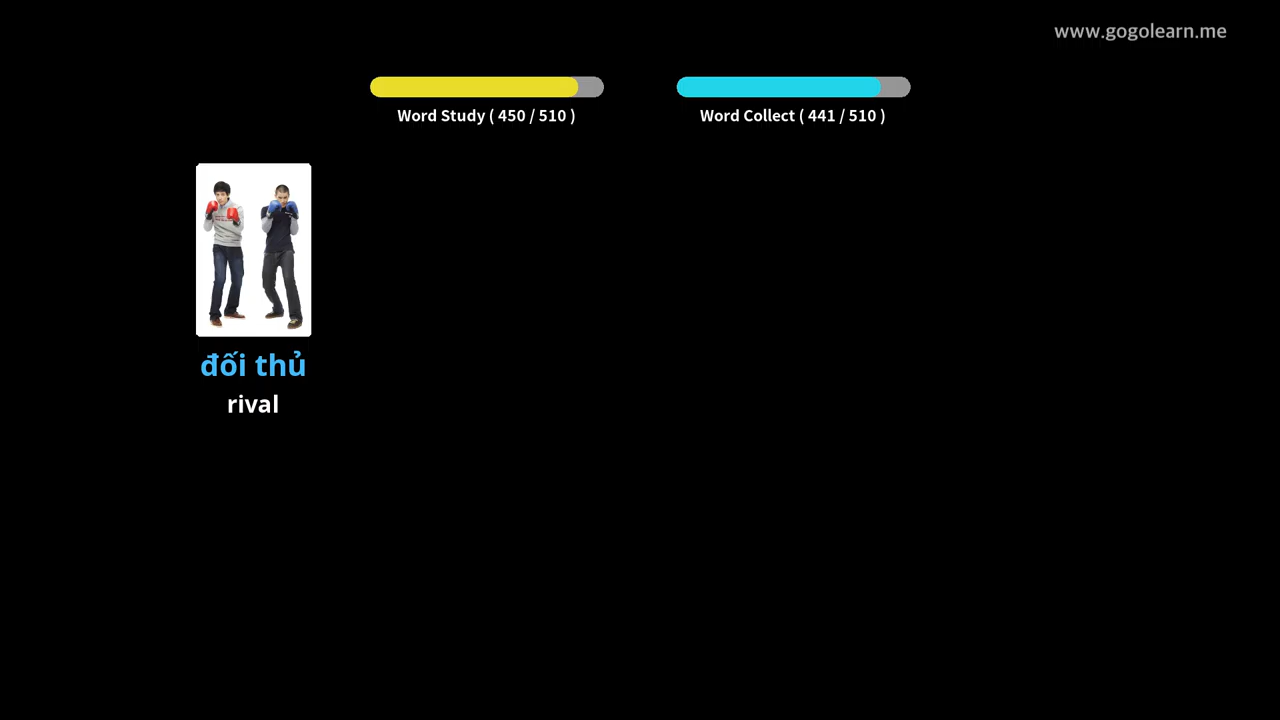 www.gogolearn.me
Word Study ( 450 / 510 )
Word Collect ( 441 / 510 )
đối thủ
rival